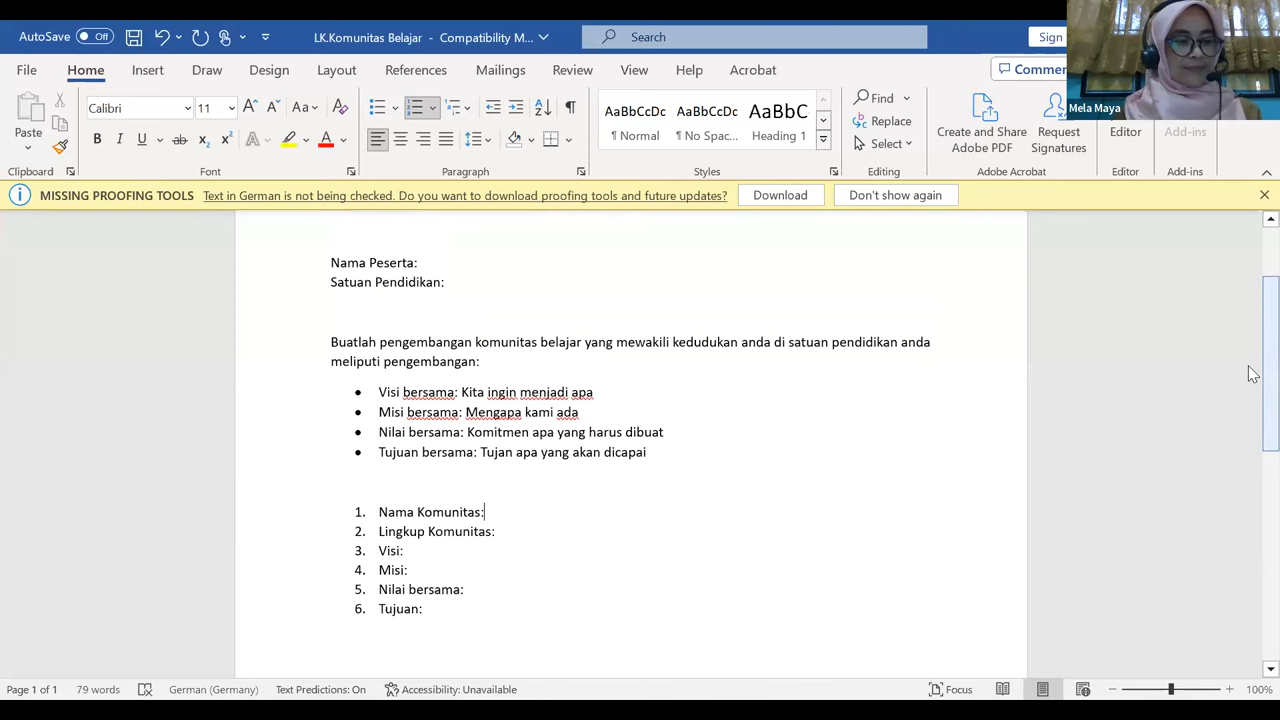 AutoSave Off LK.Komunitas Belajar - Compatibility M... Search Sign
File Home Insert Draw Design Layout References Mailings Review View Help Acrobat Commen
Mela Maya
Paste Calibri 11 Aa A
B I U ab x₂ x² A A
AaBbCcDc AaBbCcDc AaBbC
¶ Normal ¶ No Spac... Heading 1
Find
Replace
Select
Create and Share Adobe PDF
Request Signatures
Editor
Add-ins
Clipboard Font Paragraph Styles Editing Adobe Acrobat Editor Add-ins
MISSING PROOFING TOOLS Text in German is not being checked. Do you want to download proofing tools and future updates? Download Don't show again
Nama Peserta:
Satuan Pendidikan:
Buatlah pengembangan komunitas belajar yang mewakili kedudukan anda di satuan pendidikan anda
meliputi pengembangan:
• Visi bersama: Kita ingin menjadi apa
• Misi bersama: Mengapa kami ada
• Nilai bersama: Komitmen apa yang harus dibuat
• Tujuan bersama: Tujan apa yang akan dicapai
1. Nama Komunitas:
2. Lingkup Komunitas:
3. Visi:
4. Misi:
5. Nilai bersama:
6. Tujuan:
Page 1 of 1 79 words German (Germany) Text Predictions: On Accessibility: Unavailable Focus 100%